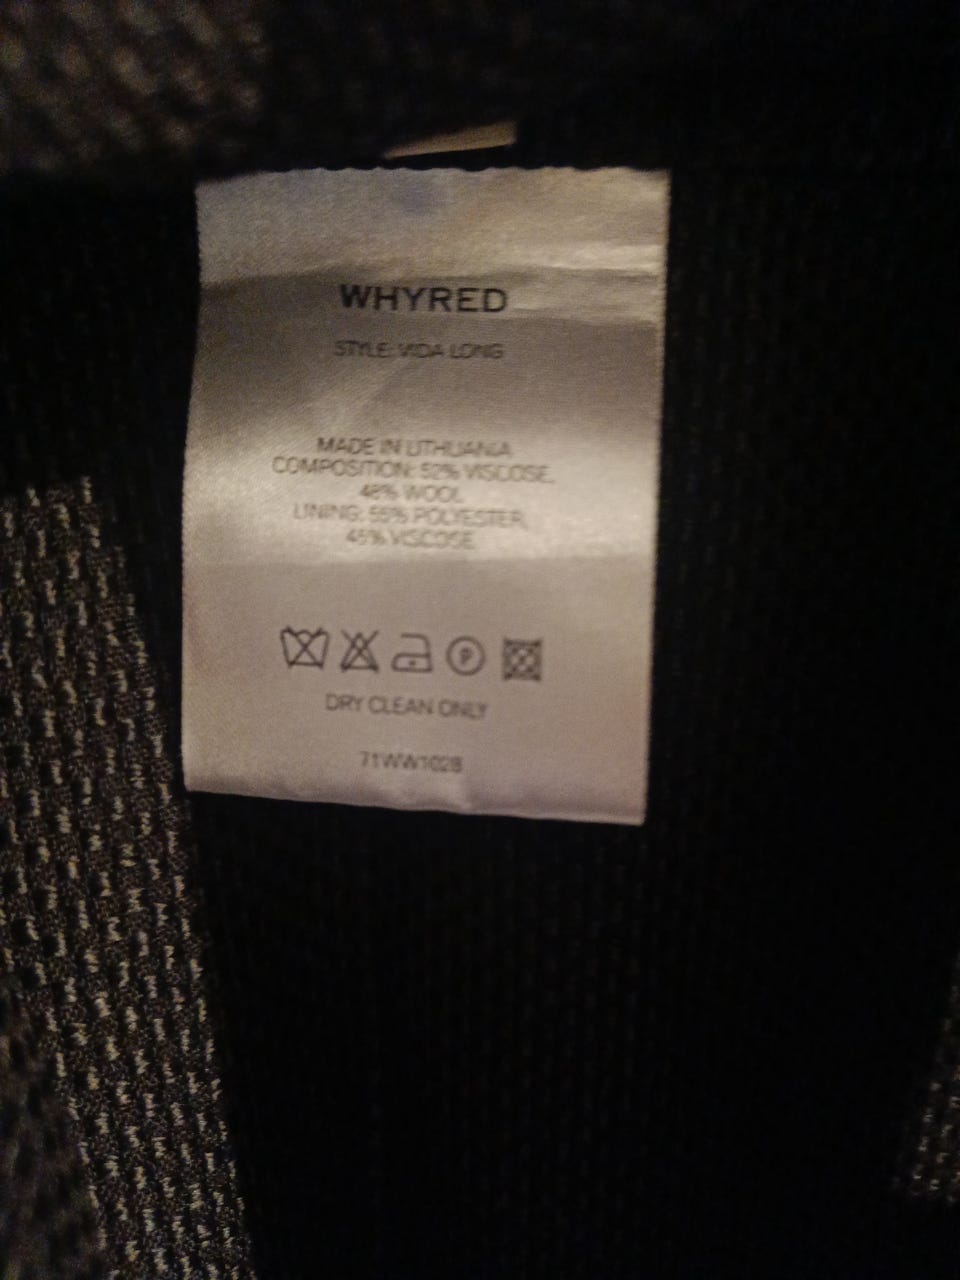 WHYRED
STYLE: VIDA LONG
MADE IN LITHUANIA
COMPOSITION: 52% VISCOSE,
48% WOOL
LINING: 55% POLYESTER,
45% VISCOSE
P
DRY CLEAN ONLY
71WW1028